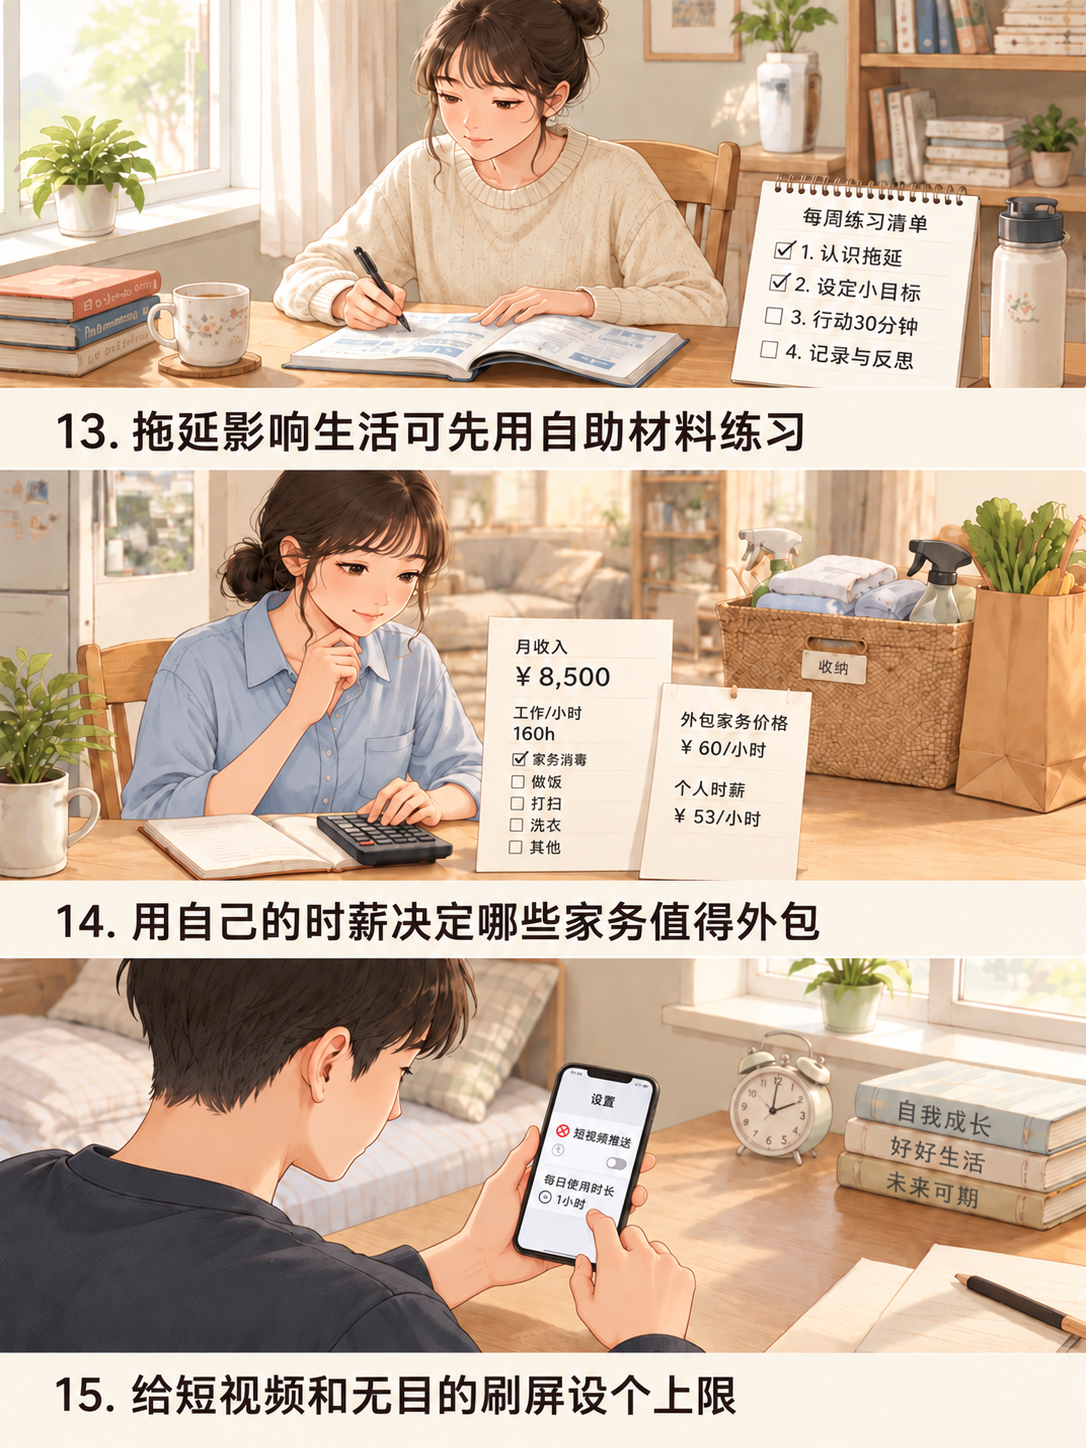 每周练习清单
1. 认识拖延
2. 设定小目标
3. 行动30分钟
4. 记录与反思
13. 拖延影响生活可先用自助材料练习
月收入
¥ 8,500
工作/小时
160h
家务消毒
做饭
打扫
洗衣
其他
外包家务价格
¥ 60/小时
个人时薪
¥ 53/小时
收纳
14. 用自己的时薪决定哪些家务值得外包
设置
短视频推送
每日使用时长
1小时
自我成长
好好生活
未来可期
15. 给短视频和无目的刷屏设个上限